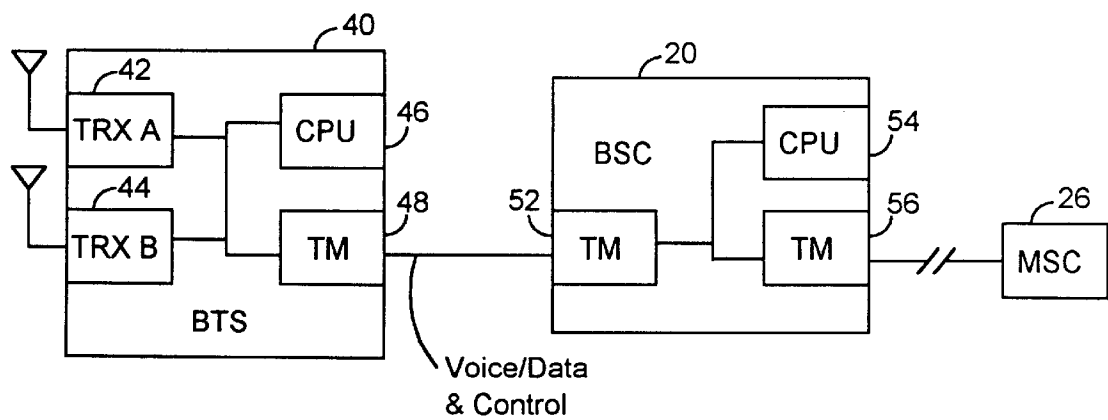 40
20
42
TRX A
CPU
46
BSC
CPU
54
44
TRX B
TM
48
52
TM
TM
56
26
MSC
BTS
Voice/Data
& Control